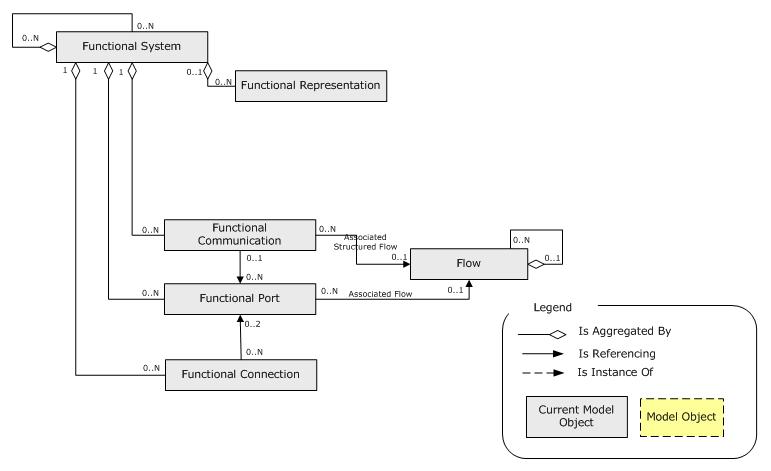 0..N
0..N
Functional System
1
1
1
0..1
0..N
Functional Representation
0..N
Functional
Communication
0..N
Associated
Structured Flow
0..1
0..N
Flow
0..1
0..1
0..N
0..N
Functional Port
0..N
Associated Flow
0..1
0..2
0..N
0..N
Functional Connection
Legend
Is Aggregated By
Is Referencing
Is Instance Of
Current Model
Object
Model Object